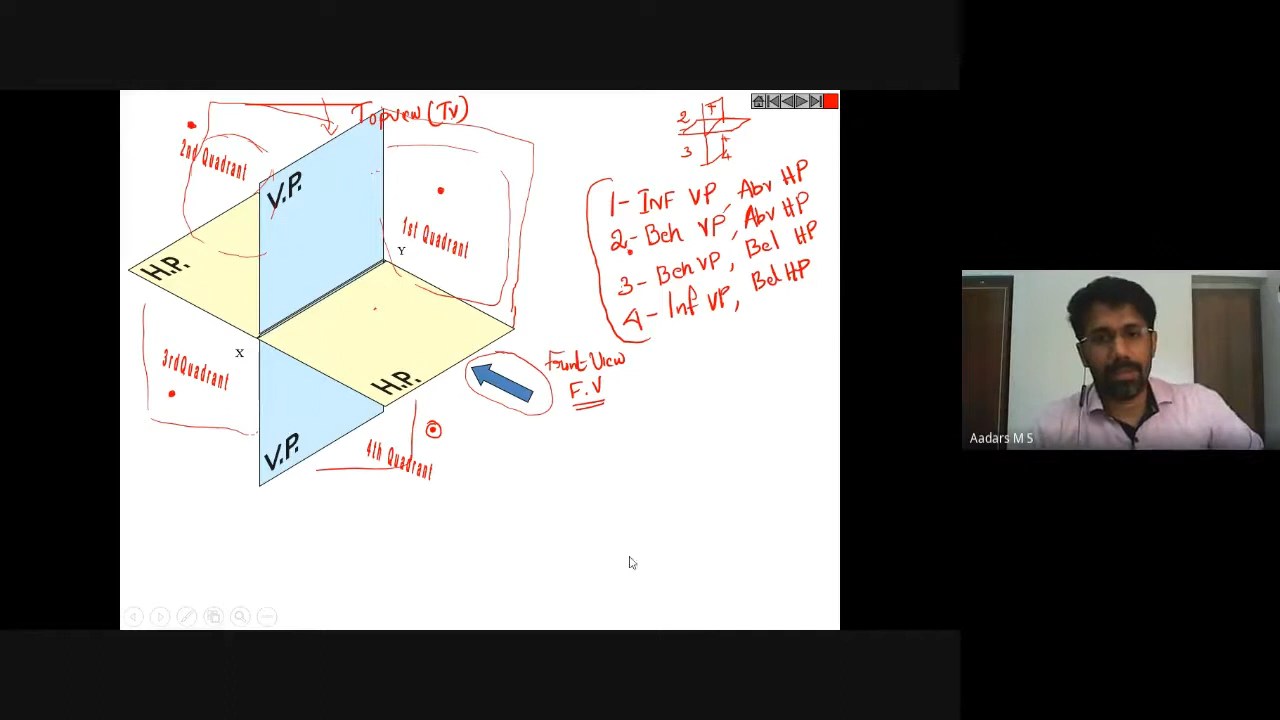 Topview (Tv)
2nd Quadrant
V.P.
1st Quadrant
Y
H.P.
X
3rdQuadrant
H.P.
V.P.
4th Quadrant
Front View
F.V
2
3
4
1 - INF VP, Abv HP
2 - Beh VP, Abv HP
3 - Beh VP, Bel HP
4 - Inf VP, Bel HP
Aadars M S